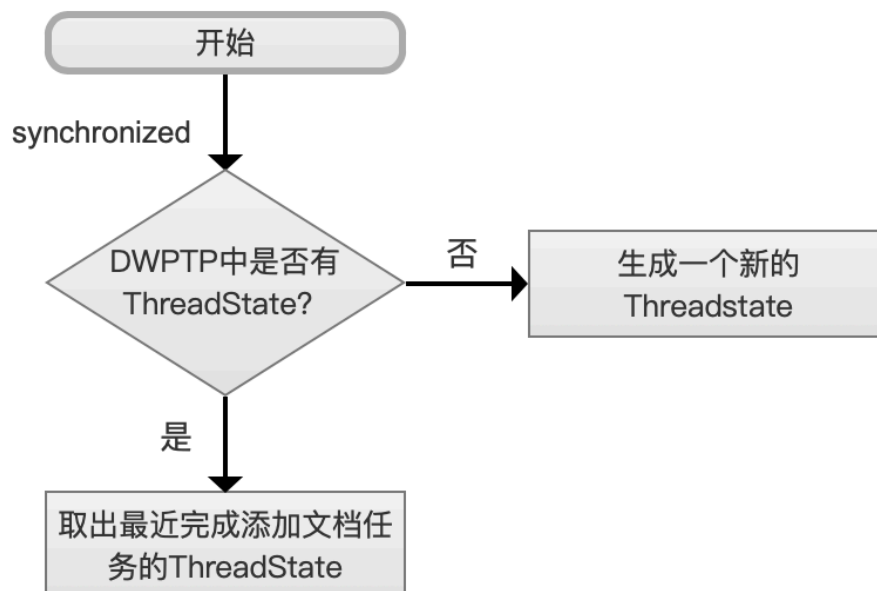 开始
synchronized
DWPTP中是否有
ThreadState?
否
生成一个新的
Threadstate
是
取出最近完成添加文档任
务的ThreadState